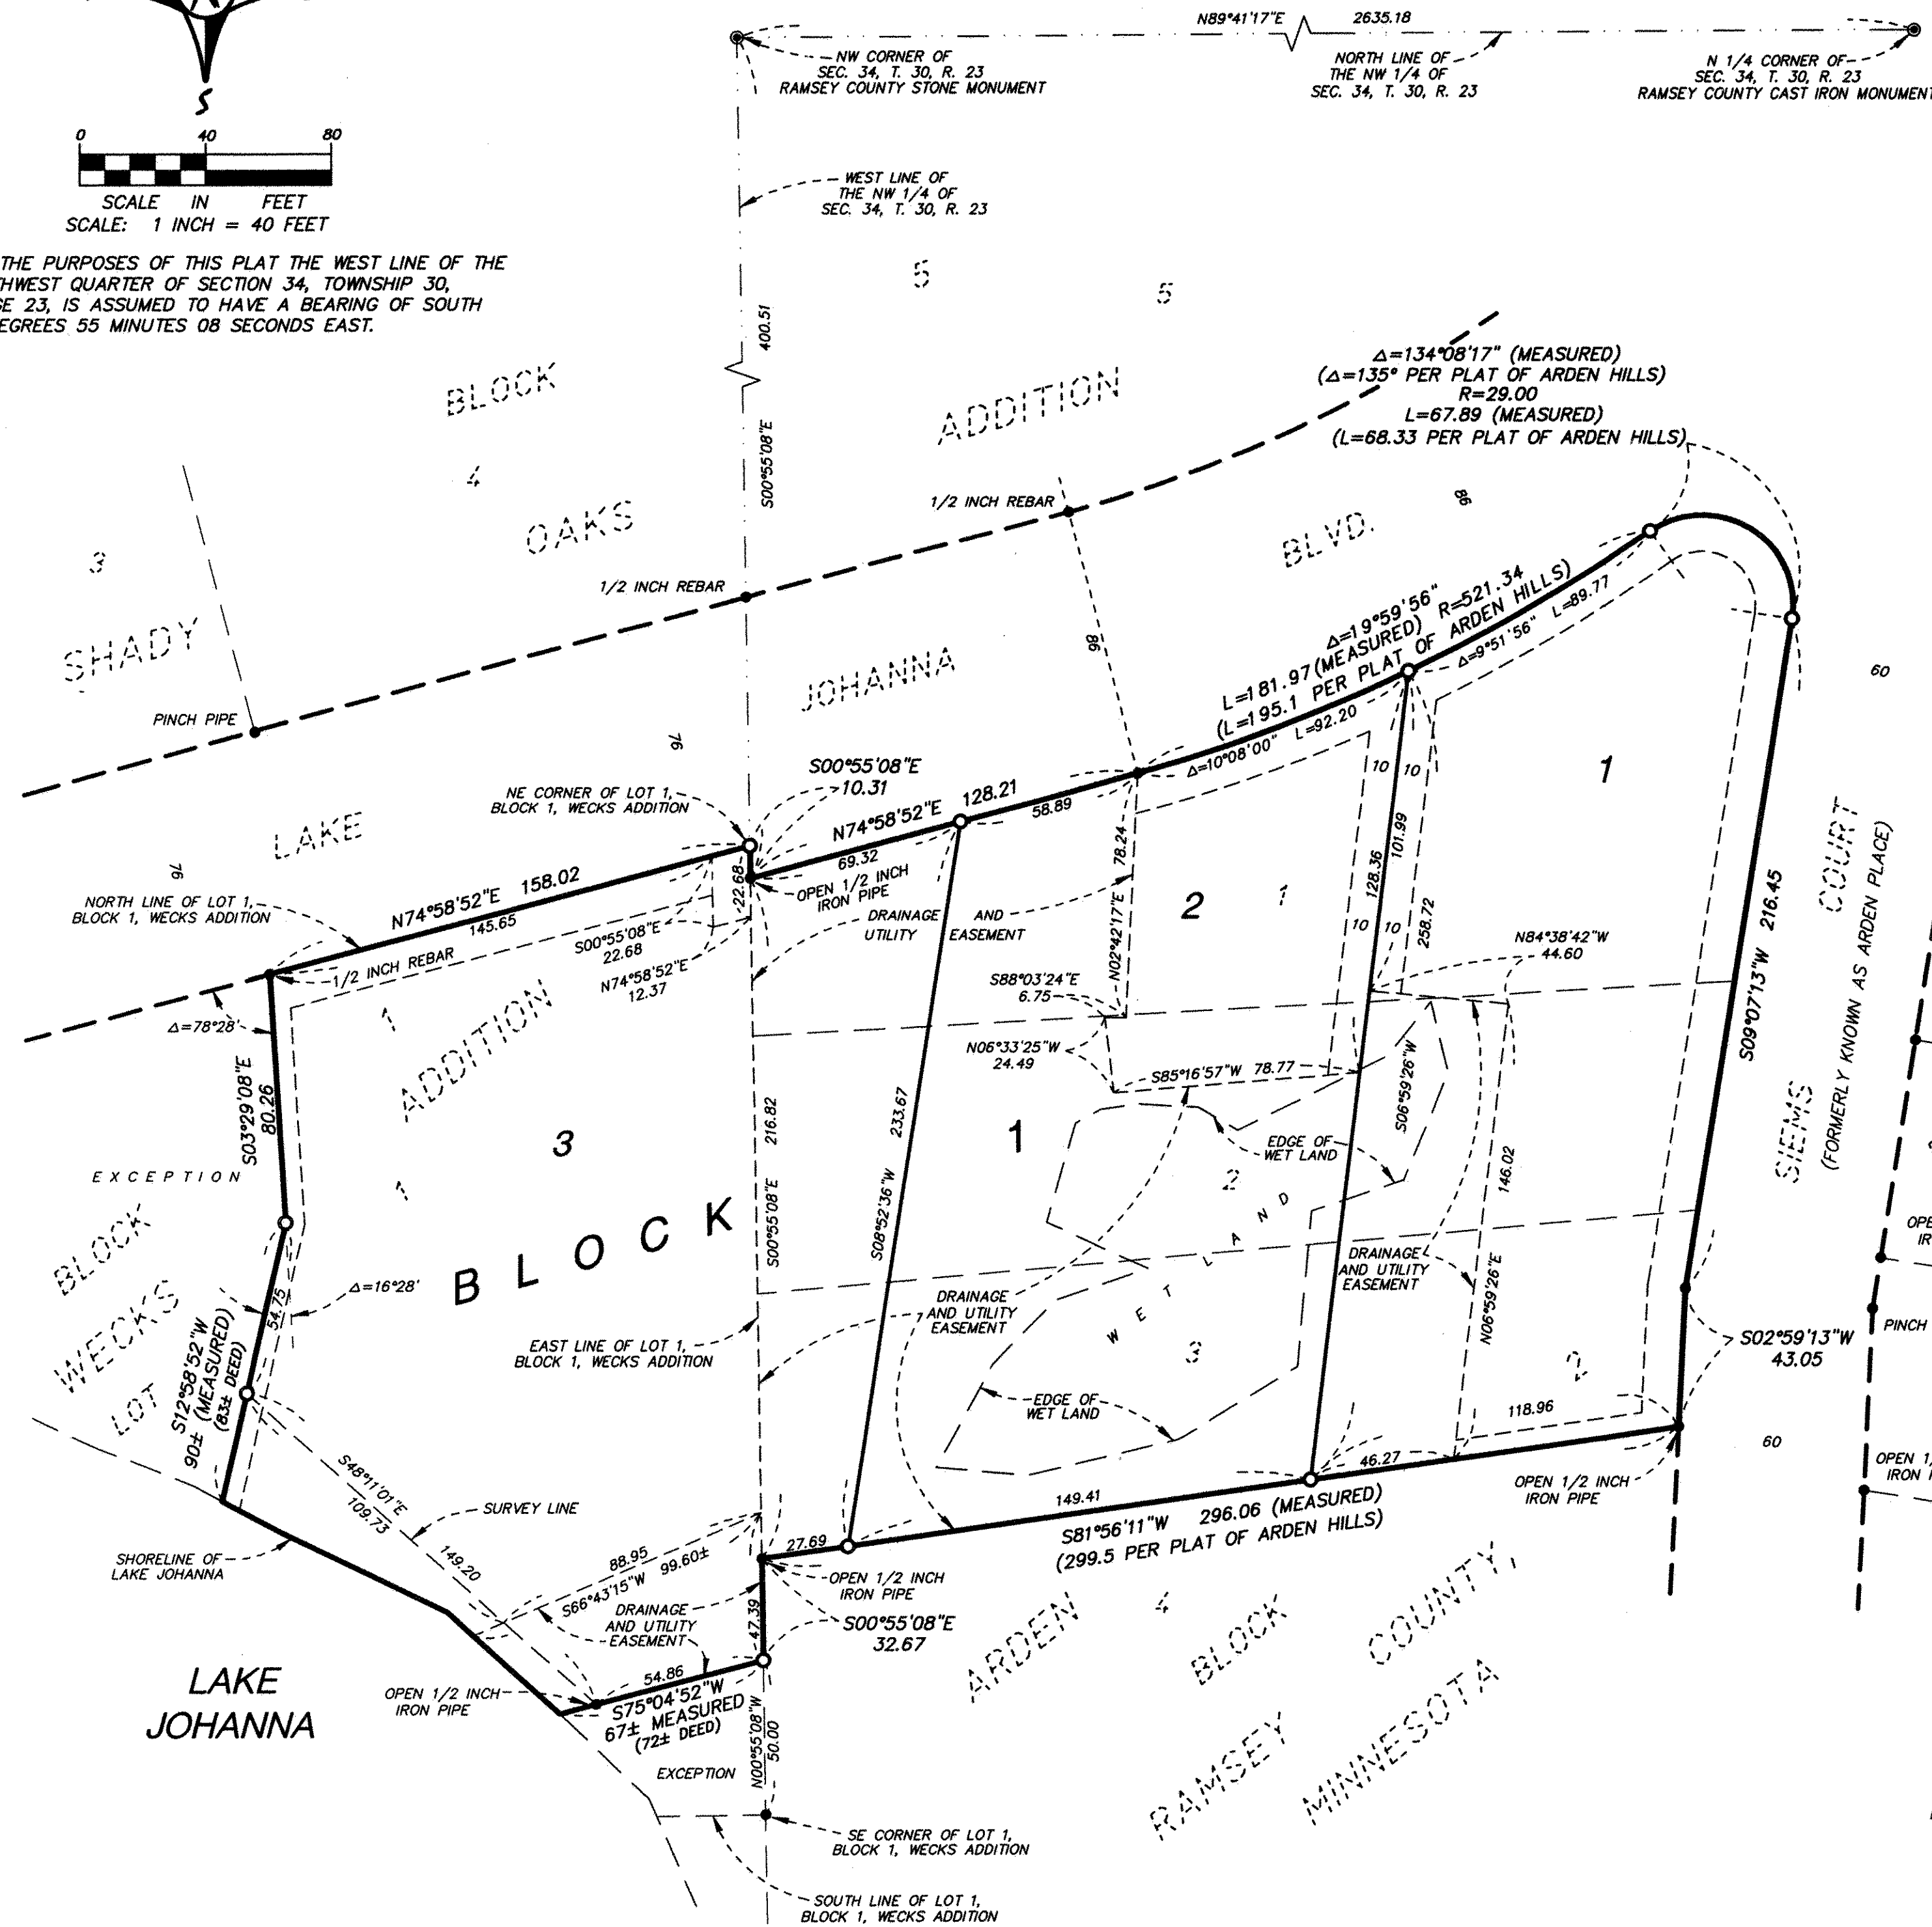 N89°41'17"E 2635.18
NW CORNER OF
SEC. 34, T. 30, R. 23
RAMSEY COUNTY STONE MONUMENT
NORTH LINE OF
THE NW 1/4 OF
SEC. 34, T. 30, R. 23
N 1/4 CORNER OF
SEC. 34, T. 30, R. 23
RAMSEY COUNTY CAST IRON MONUMENT
S
0 40 80
SCALE IN FEET
SCALE: 1 INCH = 40 FEET
THE PURPOSES OF THIS PLAT THE WEST LINE OF THE
HWEST QUARTER OF SECTION 34, TOWNSHIP 30,
E 23, IS ASSUMED TO HAVE A BEARING OF SOUTH
EGREES 55 MINUTES 08 SECONDS EAST.
WEST LINE OF
THE NW 1/4 OF
SEC. 34, T. 30, R. 23
5
5
400.51
S00°55'08"E
BLOCK
4
OAKS
ADDITION
Δ=134°08'17" (MEASURED)
(Δ=135° PER PLAT OF ARDEN HILLS)
R=29.00
L=67.89 (MEASURED)
(L=68.33 PER PLAT OF ARDEN HILLS)
1/2 INCH REBAR
86
BLVD.
3
SHADY
1/2 INCH REBAR
86
JOHANNA
PINCH PIPE
76
Δ=19°59'56"
L=181.97(MEASURED) R=521.34
(L=195.1 PER PLAT OF ARDEN HILLS)
Δ=9°51'56" L=89.77
Δ=10°08'00" L=92.20
60
S00°55'08"E
10.31
NE CORNER OF LOT 1,
BLOCK 1, WECKS ADDITION
N74°58'52"E 128.21
69.32
58.89
LAKE
76
NORTH LINE OF LOT 1,
BLOCK 1, WECKS ADDITION
N74°58'52"E 158.02
145.65
22.68
OPEN 1/2 INCH
IRON PIPE
1/2 INCH REBAR
S00°55'08"E
22.68
N74°58'52"E
12.37
DRAINAGE AND
UTILITY EASEMENT
78.24
N02°42'17"E
10 10
10 10
128.36
101.99
258.72
1
2
1
N84°38'42"W
44.60
S09°07'13"W 216.45
SIEMS COURT
(FORMERLY KNOWN AS ARDEN PLACE)
S88°03'24"E
6.75
N06°33'25"W
24.49
S85°16'57"W 78.77
Δ=78°28'
S03°29'08"E
80.26
1
ADDITION
1
3
BLOCK
EXCEPTION
BLOCK
WECKS
LOT
Δ=16°28'
54.75
S12°58'52"W
90± (MEASURED)
(83± DEED)
216.82
S00°55'08"E
233.67
S08°52'36"W
1
2
3
EDGE OF
WET LAND
WET LAND
S06°59'26"W
146.02
N06°59'26"E
DRAINAGE
AND UTILITY
EASEMENT
DRAINAGE
AND UTILITY
EASEMENT
EAST LINE OF LOT 1,
BLOCK 1, WECKS ADDITION
EDGE OF
WET LAND
2
118.96
46.27
S02°59'13"W
43.05
60
OPEN 1/2 INCH
IRON PIPE
OPE
IR
PINCH
OPEN 1/
IRON
S48°11'01"E
109.73
149.20
SURVEY LINE
SHORELINE OF
LAKE JOHANNA
88.95
S66°43'15"W 99.60±
27.69
149.41
S81°56'11"W 296.06 (MEASURED)
(299.5 PER PLAT OF ARDEN HILLS)
OPEN 1/2 INCH
IRON PIPE
S00°55'08"E
32.67
47.39
DRAINAGE
AND UTILITY
EASEMENT
LAKE
JOHANNA
OPEN 1/2 INCH
IRON PIPE
54.86
S75°04'52"W
67± MEASURED
(72± DEED)
N00°55'08"W
50.00
EXCEPTION
ARDEN
4
BLOCK
COUNTY,
RAMSEY
MINNESOTA
SE CORNER OF LOT 1,
BLOCK 1, WECKS ADDITION
SOUTH LINE OF LOT 1,
BLOCK 1, WECKS ADDITION